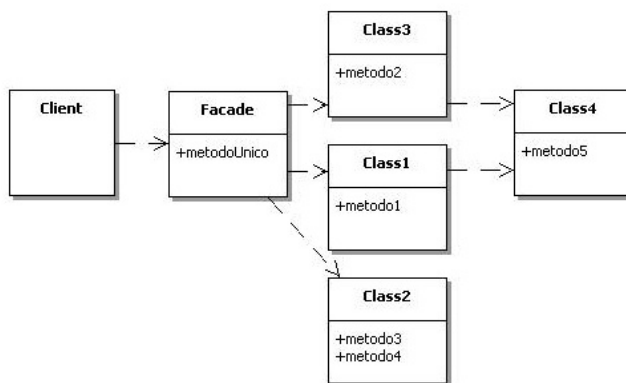 Client
Facade
+metodoUnico
Class3
+metodo2
Class1
+metodo1
Class2
+metodo3
+metodo4
Class4
+metodo5